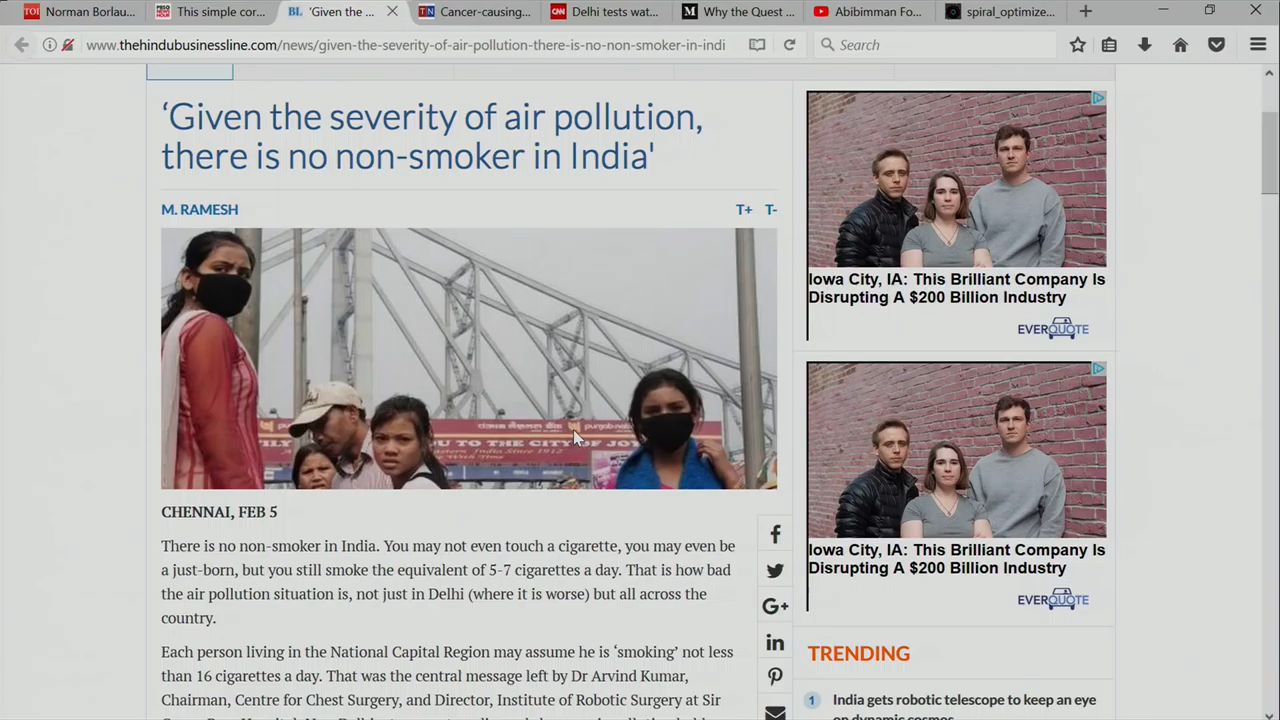 Norman Borlau...
This simple cor...
'Given the ...
Cancer-causing...
Delhi tests wat...
Why the Quest ...
Abibimman Fo...
spiral_optimize...
www.thehindubusinessline.com/news/given-the-severity-of-air-pollution-there-is-no-non-smoker-in-indi
Search
'Given the severity of air pollution,
there is no non-smoker in India'
M. RAMESH
T+ T-
YOU TO THE CITY OF JOY
CHENNAI, FEB 5
There is no non-smoker in India. You may not even touch a cigarette, you may even be
a just-born, but you still smoke the equivalent of 5-7 cigarettes a day. That is how bad
the air pollution situation is, not just in Delhi (where it is worse) but all across the
country.
Each person living in the National Capital Region may assume he is 'smoking' not less
than 16 cigarettes a day. That was the central message left by Dr Arvind Kumar,
Chairman, Centre for Chest Surgery, and Director, Institute of Robotic Surgery at Sir
Iowa City, IA: This Brilliant Company Is
Disrupting A $200 Billion Industry
EVERQUOTE
Iowa City, IA: This Brilliant Company Is
Disrupting A $200 Billion Industry
EVERQUOTE
TRENDING
1 India gets robotic telescope to keep an eye
on dynamic cosmos